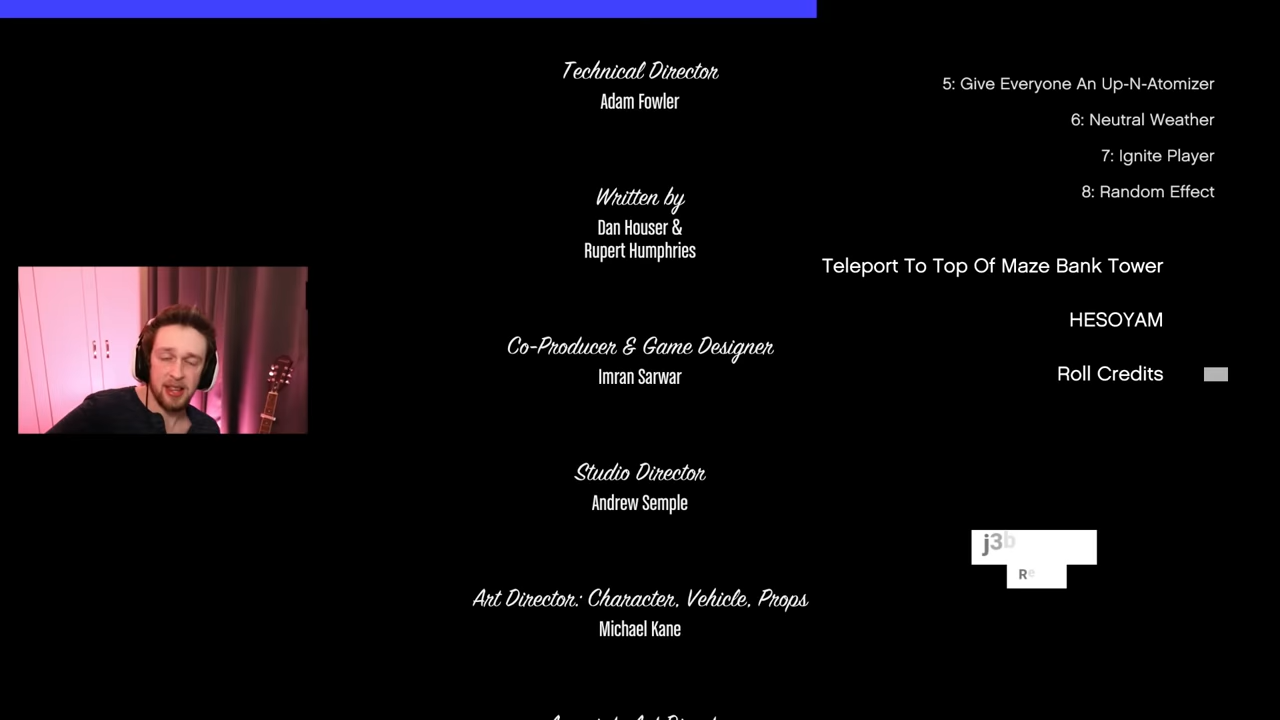 Technical Director
Adam Fowler
Written by
Dan Houser &
Rupert Humphries
Co-Producer & Game Designer
Imran Sarwar
Studio Director
Andrew Semple
Art Director: Character, Vehicle, Props
Michael Kane
5: Give Everyone An Up-N-Atomizer
6: Neutral Weather
7: Ignite Player
8: Random Effect
Teleport To Top Of Maze Bank Tower
HESOYAM
Roll Credits
j3b
Re